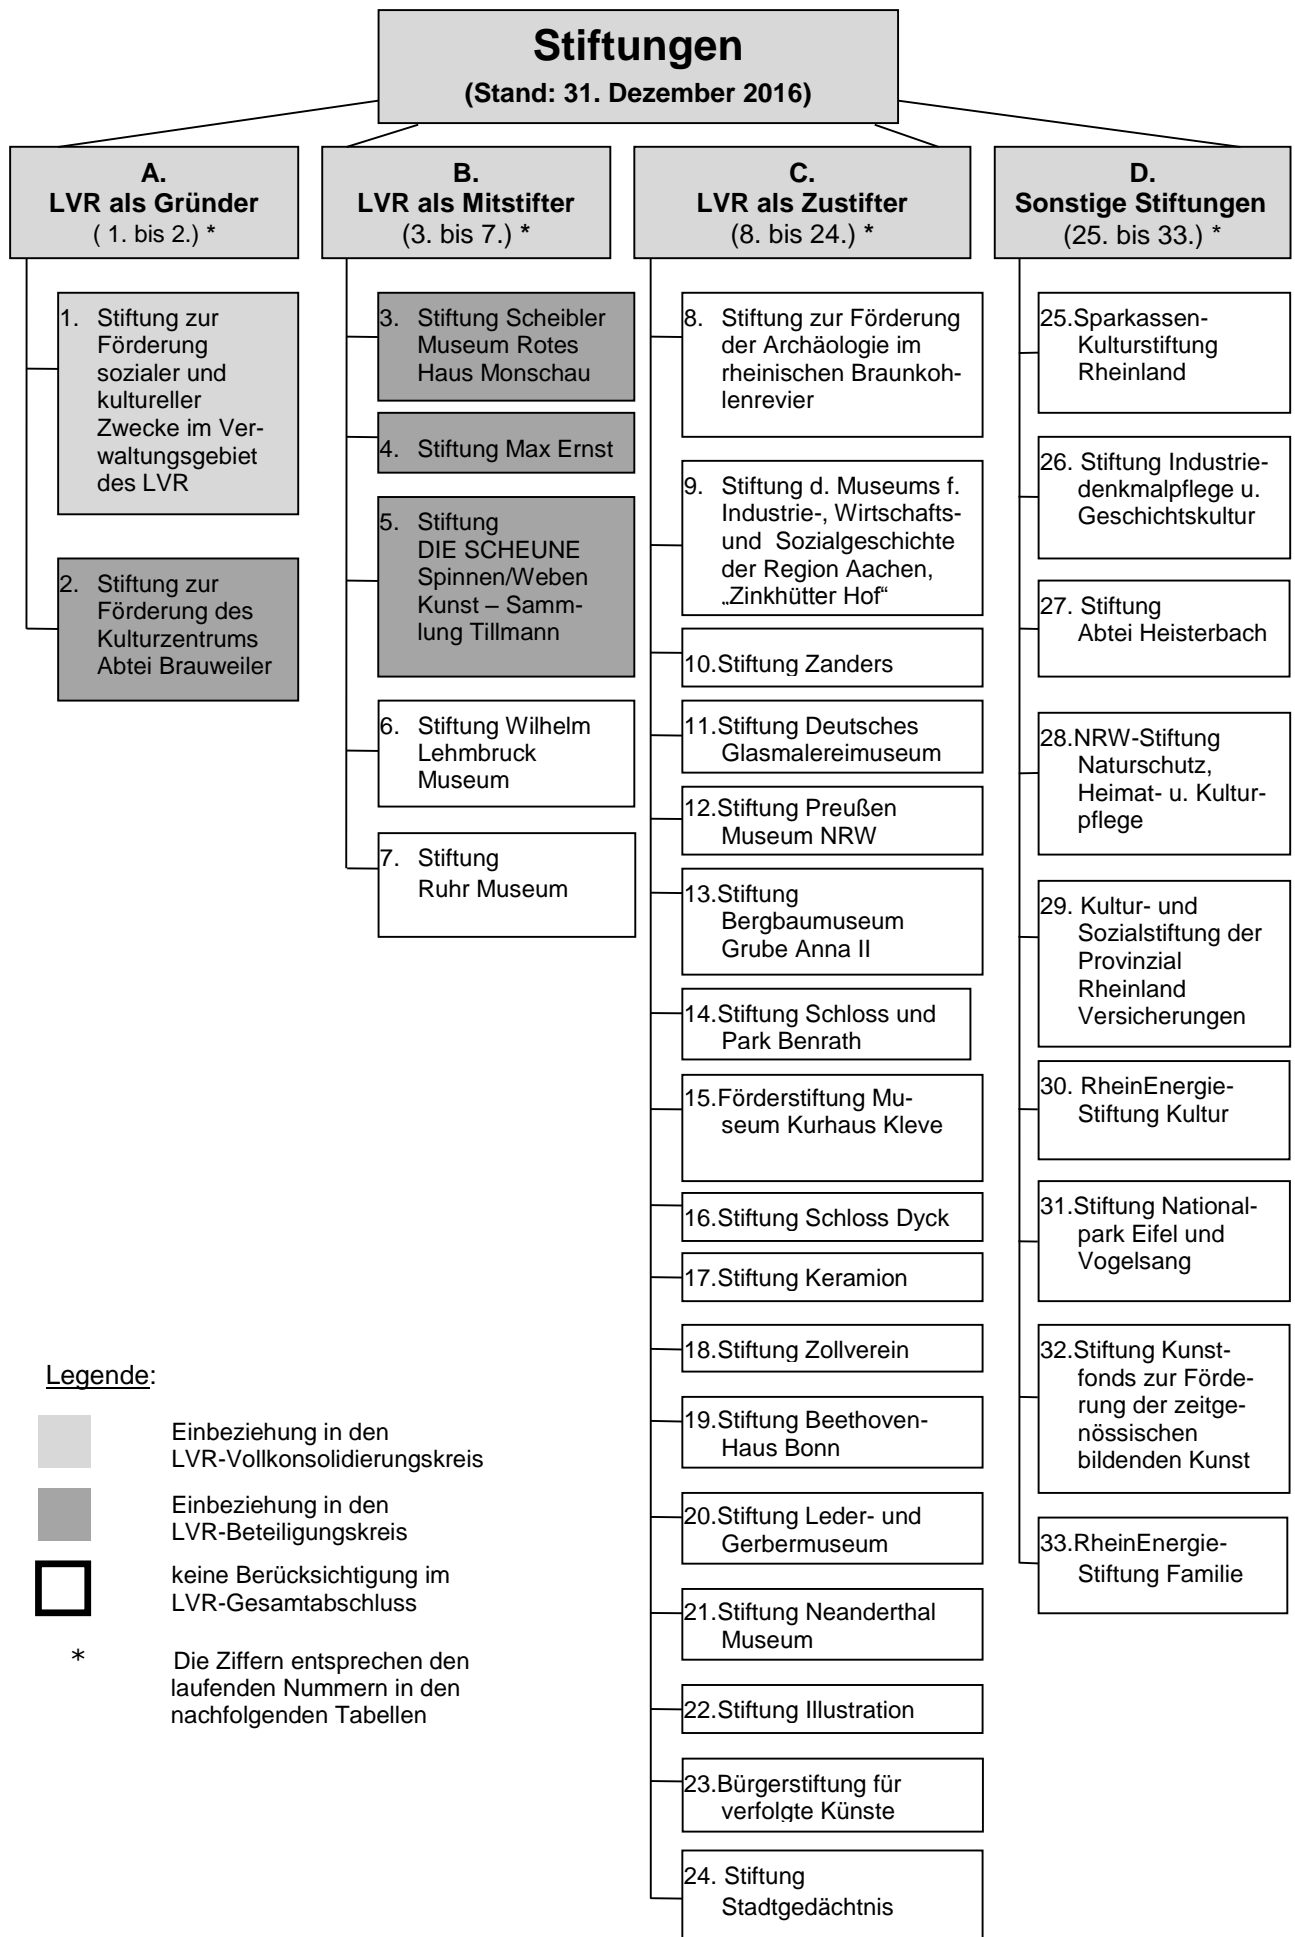 Stiftungen
(Stand: 31. Dezember 2016)
A.
LVR als Gründer
( 1. bis 2.) *
B.
LVR als Mitstifter
(3. bis 7.) *
C.
LVR als Zustifter
(8. bis 24.) *
D.
Sonstige Stiftungen
(25. bis 33.) *
1. Stiftung zur
Förderung
sozialer und
kultureller
Zwecke im Ver-
waltungsgebiet
des LVR
2. Stiftung zur
Förderung des
Kulturzentrums
Abtei Brauweiler
3. Stiftung Scheibler
Museum Rotes
Haus Monschau
4. Stiftung Max Ernst
5. Stiftung
DIE SCHEUNE
Spinnen/Weben
Kunst – Samm-
lung Tillmann
6. Stiftung Wilhelm
Lehmbruck
Museum
7. Stiftung
Ruhr Museum
8. Stiftung zur Förderung
der Archäologie im
rheinischen Braunkoh-
lenrevier
9. Stiftung d. Museums f.
Industrie-, Wirtschafts-
und Sozialgeschichte
der Region Aachen,
„Zinkhütter Hof“
10.Stiftung Zanders
11.Stiftung Deutsches
Glasmalereimuseum
12.Stiftung Preußen
Museum NRW
13.Stiftung
Bergbaumuseum
Grube Anna II
14.Stiftung Schloss und
Park Benrath
15.Förderstiftung Mu-
seum Kurhaus Kleve
16.Stiftung Schloss Dyck
17.Stiftung Keramion
18.Stiftung Zollverein
19.Stiftung Beethoven-
Haus Bonn
20.Stiftung Leder- und
Gerbermuseum
21.Stiftung Neanderthal
Museum
22.Stiftung Illustration
23.Bürgerstiftung für
verfolgte Künste
24. Stiftung
Stadtgedächtnis
25.Sparkassen-
Kulturstiftung
Rheinland
26. Stiftung Industrie-
denkmalpflege u.
Geschichtskultur
27. Stiftung
Abtei Heisterbach
28.NRW-Stiftung
Naturschutz,
Heimat- u. Kultur-
pflege
29. Kultur- und
Sozialstiftung der
Provinzial
Rheinland
Versicherungen
30. RheinEnergie-
Stiftung Kultur
31.Stiftung National-
park Eifel und
Vogelsang
32.Stiftung Kunst-
fonds zur Förde-
rung der zeitge-
nössischen
bildenden Kunst
33.RheinEnergie-
Stiftung Familie
Legende:
Einbeziehung in den
LVR-Vollkonsolidierungskreis
Einbeziehung in den
LVR-Beteiligungskreis
keine Berücksichtigung im
LVR-Gesamtabschluss
* Die Ziffern entsprechen den
laufenden Nummern in den
nachfolgenden Tabellen